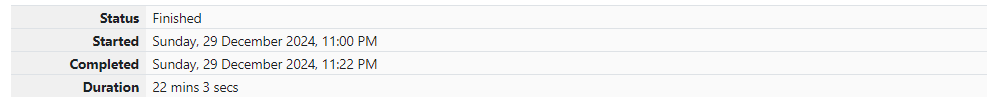 Status Finished
Started Sunday, 29 December 2024, 11:00 PM
Completed Sunday, 29 December 2024, 11:22 PM
Duration 22 mins 3 secs